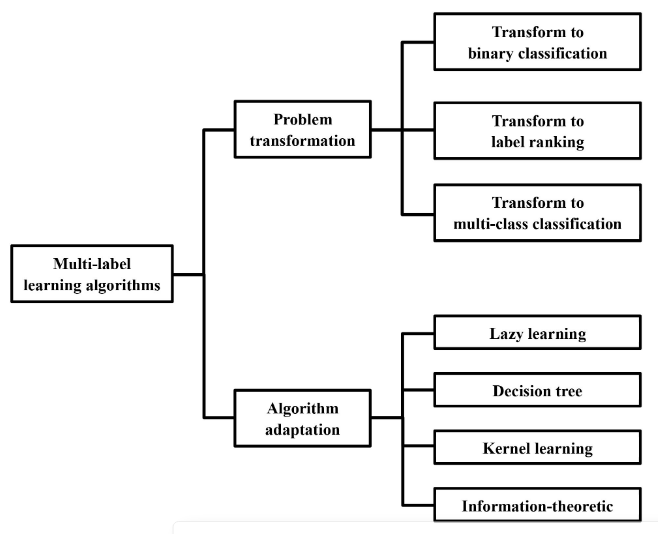 Transform to
binary classification
Problem
transformation
Transform to
label ranking
Transform to
multi-class classification
Multi-label
learning algorithms
Lazy learning
Algorithm
adaptation
Decision tree
Kernel learning
Information-theoretic